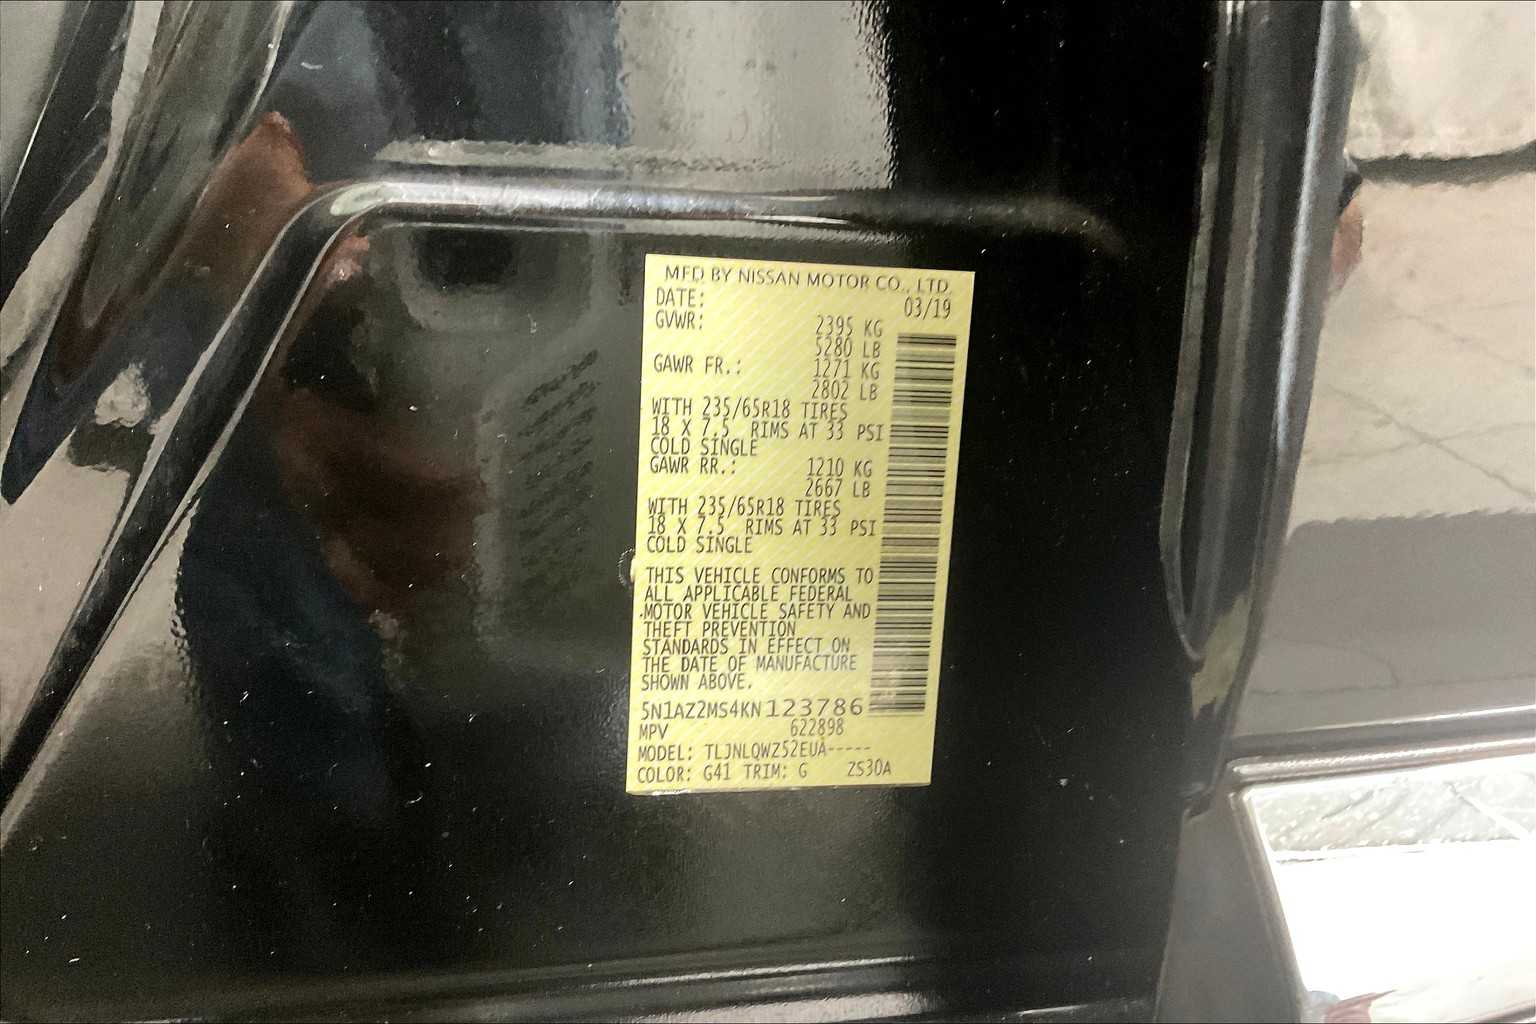 MFD BY NISSAN MOTOR CO., LTD.
DATE: 03/19
GVWR: 2395 KG
5280 LB
GAWR FR.: 1271 KG
2802 LB
WITH 235/65R18 TIRES
18 X 7.5 RIMS AT 33 PSI
COLD SINGLE
GAWR RR.: 1210 KG
2667 LB
WITH 235/65R18 TIRES
18 X 7.5 RIMS AT 33 PSI
COLD SINGLE
THIS VEHICLE CONFORMS TO
ALL APPLICABLE FEDERAL
MOTOR VEHICLE SAFETY AND
THEFT PREVENTION
STANDARDS IN EFFECT ON
THE DATE OF MANUFACTURE
SHOWN ABOVE.
5N1AZ2MS4KN123786
MPV 622898
MODEL: TLJNLQWZ52EUA-----
COLOR: G41 TRIM: G ZS30A